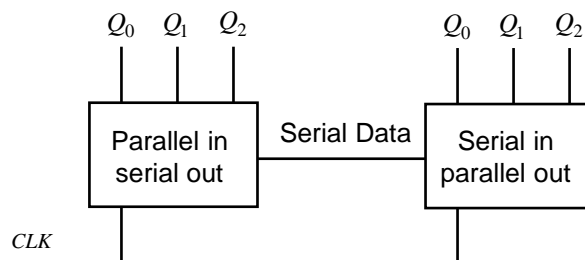 Q0 Q1 Q2 Q0 Q1 Q2
Parallel in
serial out
Serial Data
Serial in
parallel out
CLK